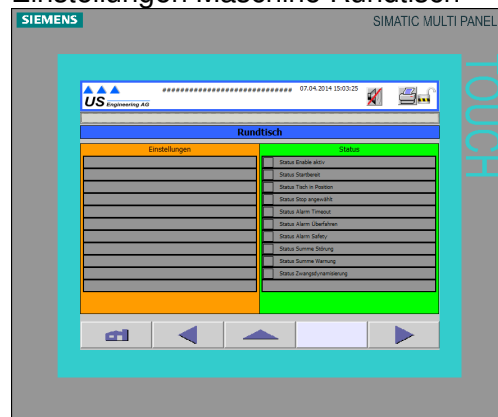 Einstellungen Maschine Rundtisch
SIEMENS
SIMATIC MULTI PANEL
TOUCH
US Engineering AG
############################## 07.04.2014 15:03:25
Rundtisch
Einstellungen
Status
Status Enable aktiv
Status Startbereit
Status Tisch in Position
Status Stop angewählt
Status Alarm Timeout
Status Alarm Überfahren
Status Alarm Safety
Status Summe Störung
Status Summe Warnung
Status Zwangsdynamisierung